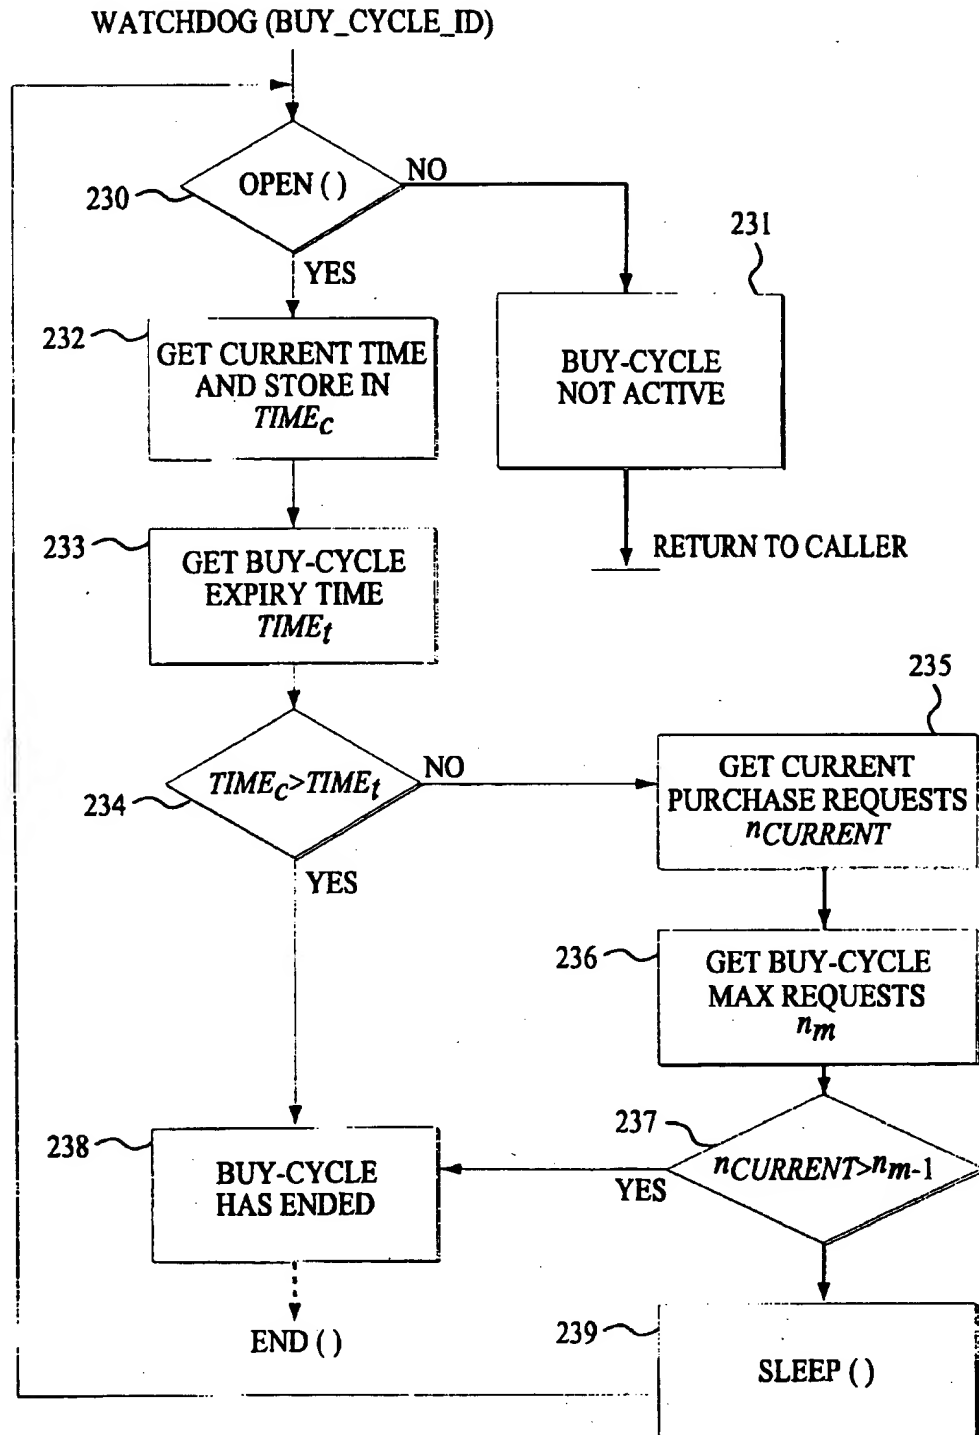 WATCHDOG (BUY_CYCLE_ID)
OPEN ( )
NO
230
YES
231
232
GET CURRENT TIME
AND STORE IN
TIMEc
BUY-CYCLE
NOT ACTIVE
233
GET BUY-CYCLE
EXPIRY TIME
TIMEt
RETURN TO CALLER
235
TIMEc>TIMEt
NO
234
YES
GET CURRENT
PURCHASE REQUESTS
nCURRENT
236
GET BUY-CYCLE
MAX REQUESTS
nm
237
nCURRENT>nm-1
YES
238
BUY-CYCLE
HAS ENDED
END ( )
239
SLEEP ( )